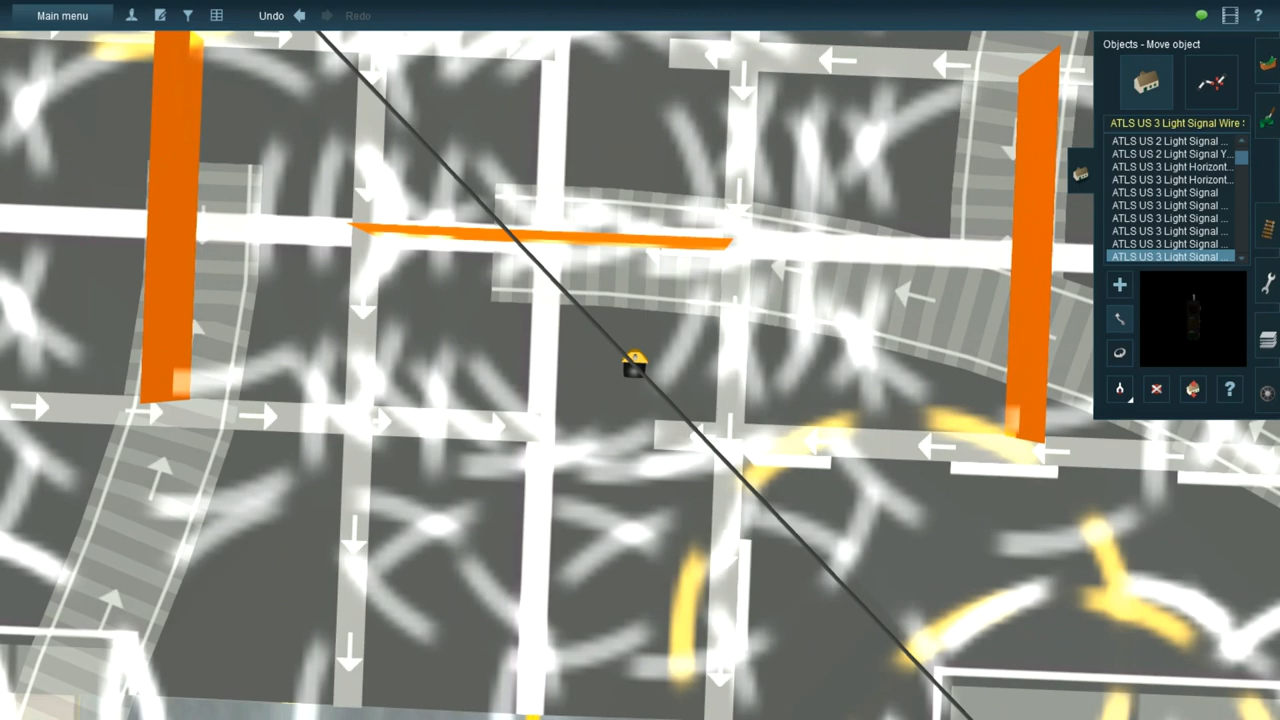 Main menu
Undo
Redo
?
Objects - Move object
ATLS US 3 Light Signal Wire
ATLS US 2 Light Signal ...
ATLS US 2 Light Signal Y...
ATLS US 3 Light Horizont...
ATLS US 3 Light Horizont...
ATLS US 3 Light Signal
ATLS US 3 Light Signal ...
ATLS US 3 Light Signal ...
ATLS US 3 Light Signal ...
ATLS US 3 Light Signal ...
ATLS US 3 Light Signal ...
?